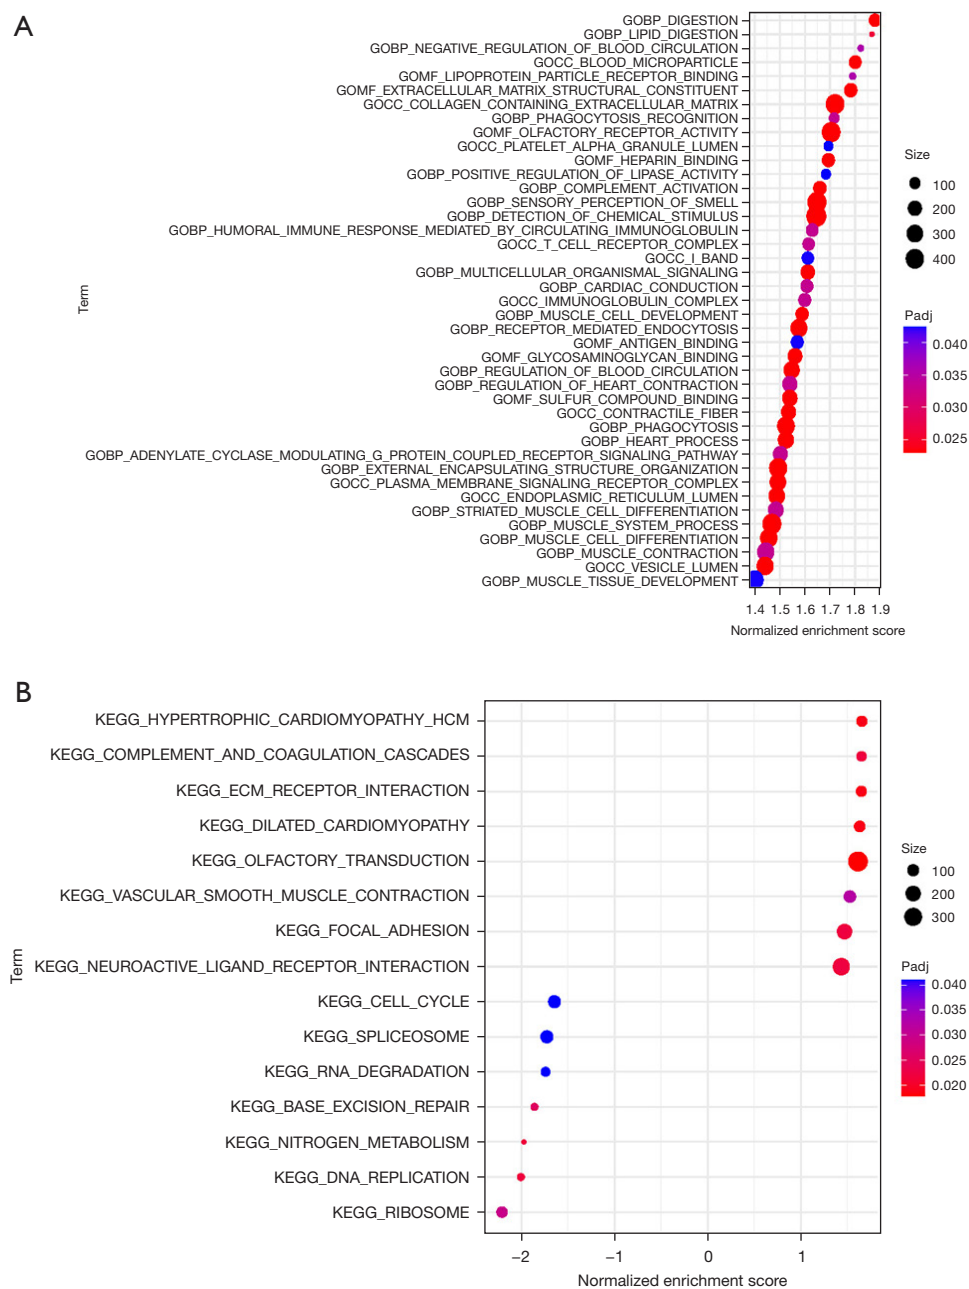 A
GOBP_DIGESTION
GOBP_LIPID_DIGESTION
GOBP_NEGATIVE_REGULATION_OF_BLOOD_CIRCULATION
GOCC_BLOOD_MICROPARTICLE
GOMF_LIPOPROTEIN_PARTICLE_RECEPTOR_BINDING
GOMF_EXTRACELLULAR_MATRIX_STRUCTURAL_CONSTITUENT
GOCC_COLLAGEN_CONTAINING_EXTRACELLULAR_MATRIX
GOBP_PHAGOCYTOSIS_RECOGNITION
GOMF_OLFACTORY_RECEPTOR_ACTIVITY
GOCC_PLATELET_ALPHA_GRANULE_LUMEN
GOMF_HEPARIN_BINDING
GOBP_POSITIVE_REGULATION_OF_LIPASE_ACTIVITY
GOBP_COMPLEMENT_ACTIVATION
GOBP_SENSORY_PERCEPTION_OF_SMELL
GOBP_DETECTION_OF_CHEMICAL_STIMULUS
GOBP_HUMORAL_IMMUNE_RESPONSE_MEDIATED_BY_CIRCULATING_IMMUNOGLOBULIN
GOCC_T_CELL_RECEPTOR_COMPLEX
GOCC_I_BAND
GOBP_MULTICELLULAR_ORGANISMAL_SIGNALING
GOBP_CARDIAC_CONDUCTION
GOCC_IMMUNOGLOBULIN_COMPLEX
GOBP_MUSCLE_CELL_DEVELOPMENT
GOBP_RECEPTOR_MEDIATED_ENDOCYTOSIS
GOMF_ANTIGEN_BINDING
GOMF_GLYCOSAMINOGLYCAN_BINDING
GOBP_REGULATION_OF_BLOOD_CIRCULATION
GOBP_REGULATION_OF_HEART_CONTRACTION
GOMF_SULFUR_COMPOUND_BINDING
GOCC_CONTRACTILE_FIBER
GOBP_PHAGOCYTOSIS
GOBP_HEART_PROCESS
GOBP_ADENYLATE_CYCLASE_MODULATING_G_PROTEIN_COUPLED_RECEPTOR_SIGNALING_PATHWAY
GOBP_EXTERNAL_ENCAPSULATING_STRUCTURE_ORGANIZATION
GOCC_PLASMA_MEMBRANE_SIGNALING_RECEPTOR_COMPLEX
GOCC_ENDOPLASMIC_RETICULUM_LUMEN
GOBP_STRIATED_MUSCLE_CELL_DIFFERENTIATION
GOBP_MUSCLE_SYSTEM_PROCESS
GOBP_MUSCLE_CELL_DIFFERENTIATION
GOBP_MUSCLE_CONTRACTION
GOCC_VESICLE_LUMEN
GOBP_MUSCLE_TISSUE_DEVELOPMENT
Term
1.4 1.5 1.6 1.7 1.8 1.9
Normalized enrichment score
Size
100
200
300
400
Padj
0.040
0.035
0.030
0.025
B
KEGG_HYPERTROPHIC_CARDIOMYOPATHY_HCM
KEGG_COMPLEMENT_AND_COAGULATION_CASCADES
KEGG_ECM_RECEPTOR_INTERACTION
KEGG_DILATED_CARDIOMYOPATHY
KEGG_OLFACTORY_TRANSDUCTION
KEGG_VASCULAR_SMOOTH_MUSCLE_CONTRACTION
KEGG_FOCAL_ADHESION
KEGG_NEUROACTIVE_LIGAND_RECEPTOR_INTERACTION
KEGG_CELL_CYCLE
KEGG_SPLICEOSOME
KEGG_RNA_DEGRADATION
KEGG_BASE_EXCISION_REPAIR
KEGG_NITROGEN_METABOLISM
KEGG_DNA_REPLICATION
KEGG_RIBOSOME
Term
−2 −1 0 1
Normalized enrichment score
Size
100
200
300
Padj
0.040
0.035
0.030
0.025
0.020